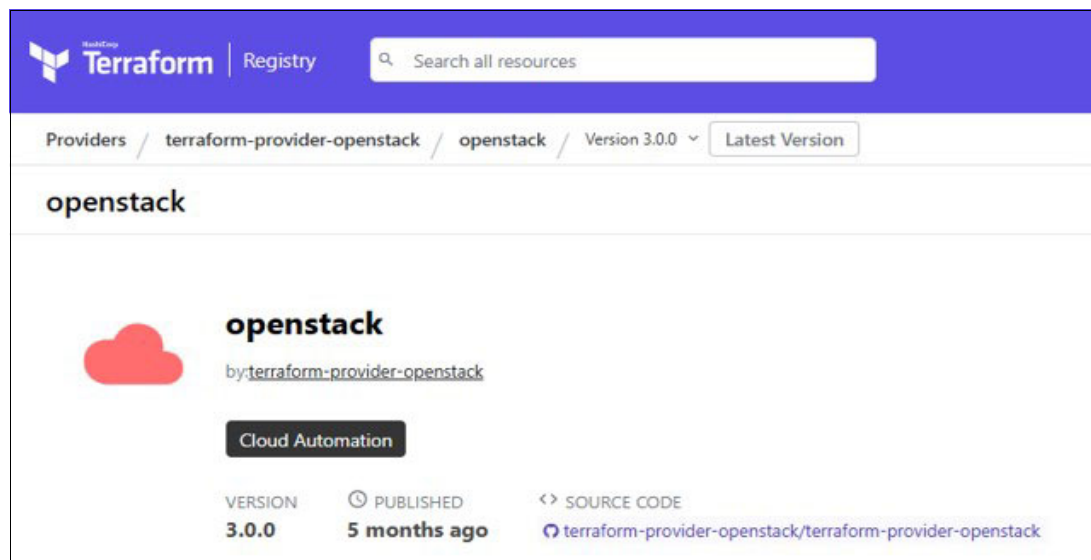 HashiCorp
Terraform Registry Search all resources
Providers / terraform-provider-openstack / openstack / Version 3.0.0 Latest Version
openstack
openstack
by:terraform-provider-openstack
Cloud Automation
VERSION PUBLISHED <> SOURCE CODE
3.0.0 5 months ago terraform-provider-openstack/terraform-provider-openstack